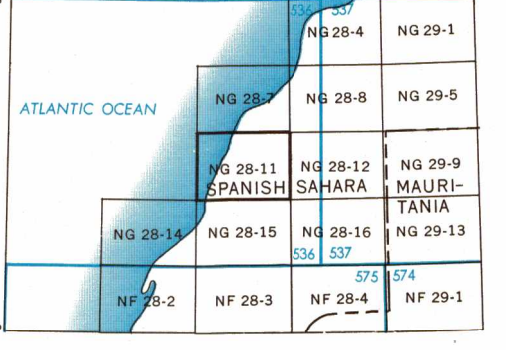 536 537
NG 28-4 NG 29-1
NG 28-7 NG 28-8 NG 29-5
ATLANTIC OCEAN
NG 28-11 NG 28-12 NG 29-9
SPANISH SAHARA MAURI-
TANIA
NG 28-14 NG 28-15 NG 28-16 NG 29-13
536 537
575 574
NF 28-2 NF 28-3 NF 28-4 NF 29-1